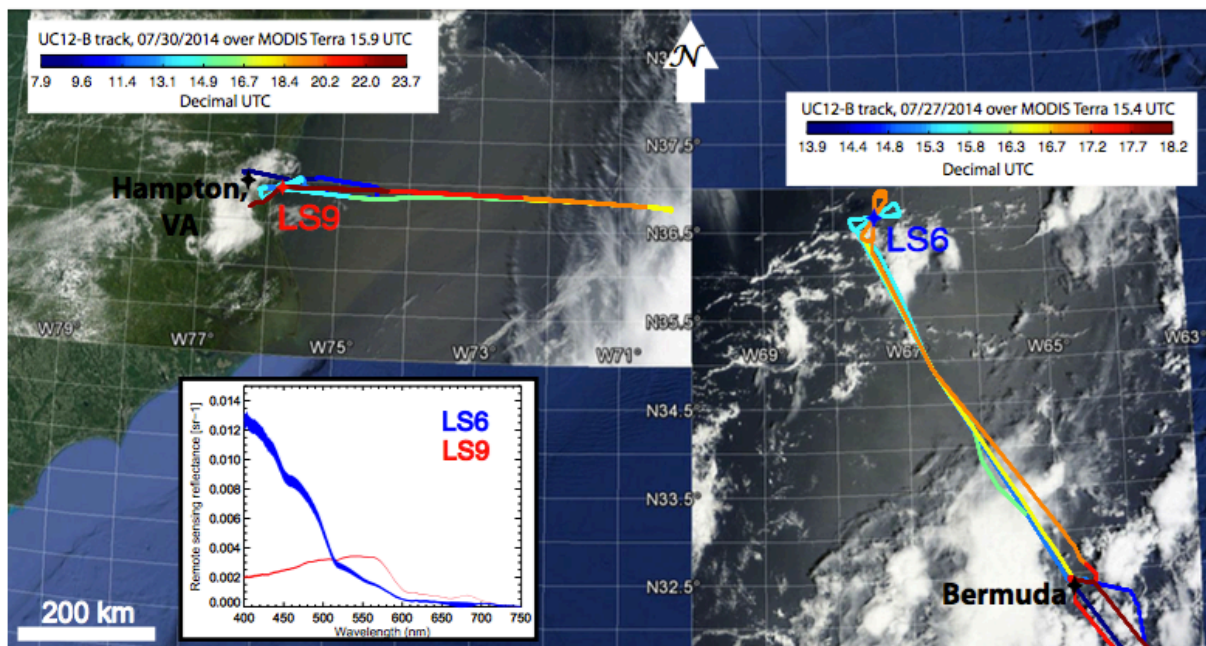 UC12-B track, 07/30/2014 over MODIS Terra 15.9 UTC
7.9 9.6 11.4 13.1 14.9 16.7 18.4 20.2 22.0 23.7
Decimal UTC
N
UC12-B track, 07/27/2014 over MODIS Terra 15.4 UTC
13.9 14.4 14.8 15.3 15.8 16.3 16.7 17.2 17.7 18.2
Decimal UTC
N37.5°
Hampton,
VA
LS9
N36.5°
LS6
W79°
W77°
W75°
W73°
W71°
N35.5°
W69°
W67°
W65°
W63°
N34.5°
N33.5°
N32.5°
Bermuda
200 km
Remote sensing reflectance [sr−1]
0.014
0.012
0.010
0.008
0.006
0.004
0.002
0.000
LS6
LS9
400 450 500 550 600 650 700 750
Wavelength (nm)